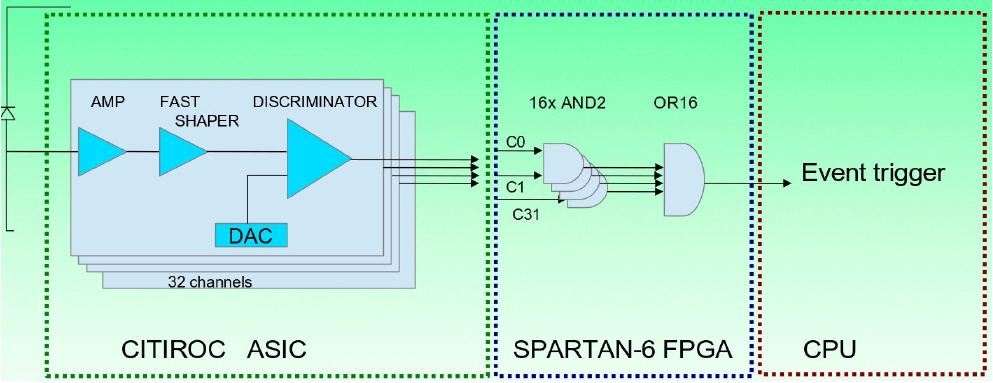 AMP
FAST
SHAPER
DISCRIMINATOR
DAC
32 channels
CITIROC ASIC
16x AND2
OR16
C0
C1
C31
SPARTAN-6 FPGA
Event trigger
CPU